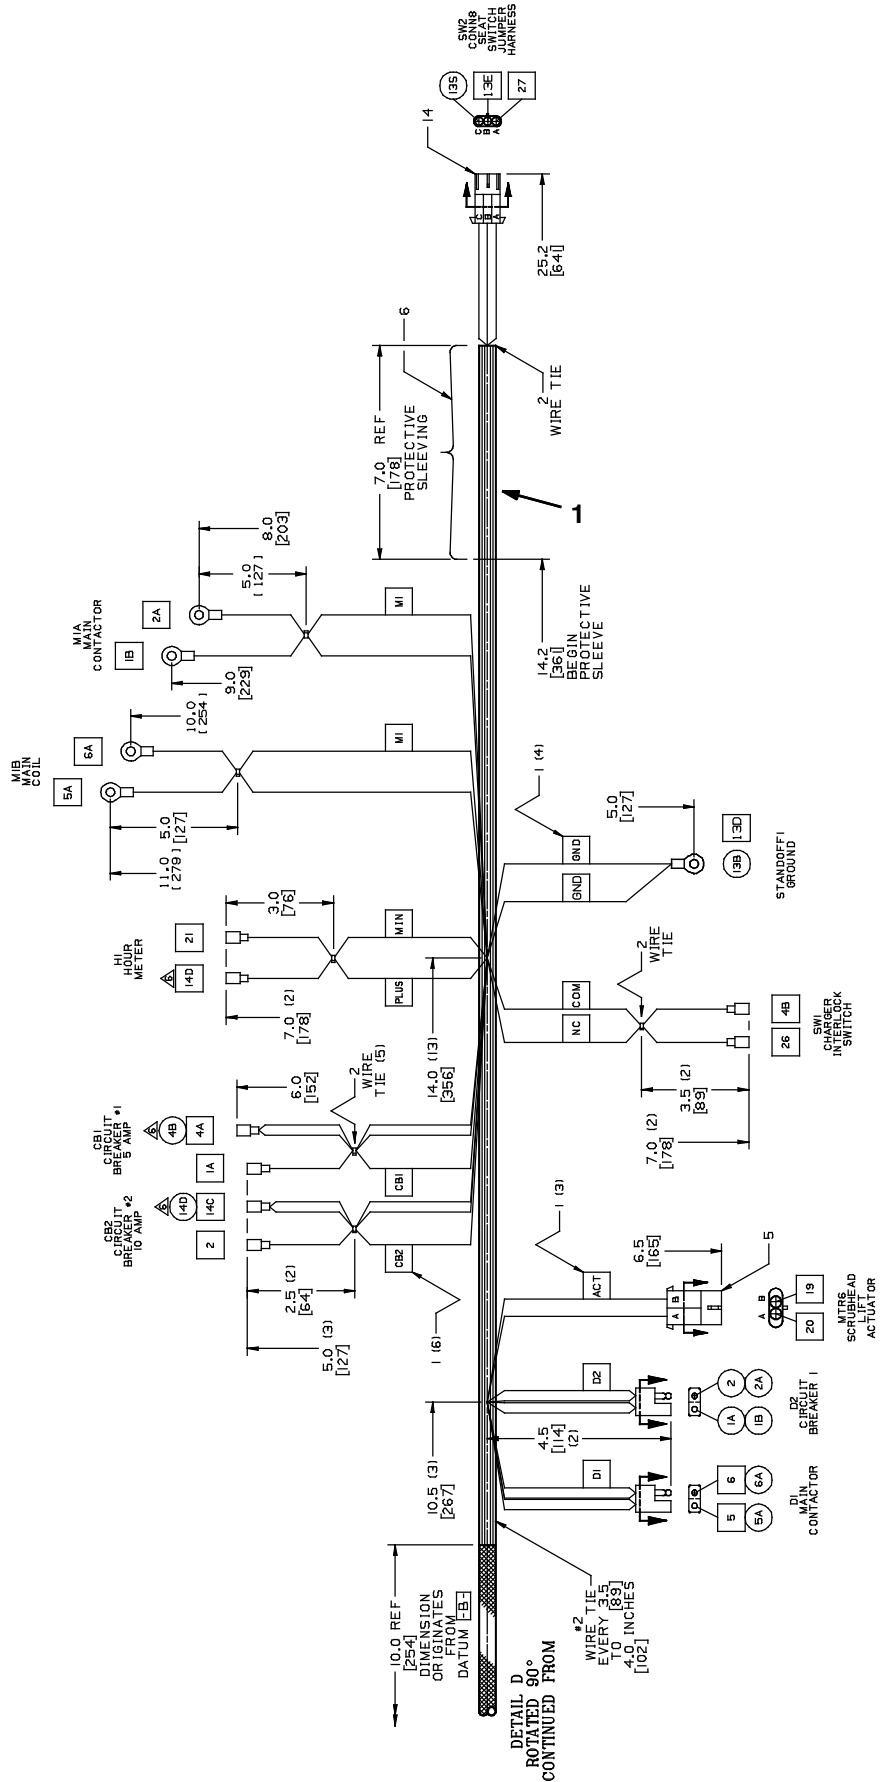 SW2
CONN8
SEAT
SWITCH
JUMPER
HARNESS
13S
13E
27
C
B
A
14
C
B
A
25.2
[641]
6
7.0 REF
[178]
PROTECTIVE
SLEEVING
2
WIRE TIE
1
14.2
[361]
BEGIN
PROTECTIVE
SLEEVE
M1A
MAIN
CONTACTOR
1B
2A
8.0
[203]
5.0
[127]
9.0
[229]
M1
M1B
MAIN
COIL
5A
6A
10.0
[254]
5.0
[127]
11.0
[279]
M1
1 (4)
GND
GND
5.0
[127]
13B
13D
STANDOFF1
GROUND
H1
HOUR
METER
6
14D
21
3.0
[76]
7.0 (2)
[178]
MIN
PLUS
14.0 (13)
[356]
COM
NC
2
WIRE
TIE
4B
26
SW1
CHARGER
INTERLOCK
SWITCH
3.5 (2)
[89]
7.0 (2)
[178]
CB1
CIRCUIT
BREAKER #1
5 AMP
6
4B
4A
1A
6.0
[152]
2
WIRE
TIE (5)
CB1
CB2
CIRCUIT
BREAKER #2
10 AMP
6
14D
14C
2
2.5 (2)
[64]
5.0 (3)
[127]
CB2
1 (6)
1 (3)
ACT
6.5
[165]
5
B
A
B
A
19
20
MTR6
SCRUBHEAD
LIFT
ACTUATOR
D2
4.5
[114]
(2)
2
2A
1A
1B
D2
CIRCUIT
BREAKER 1
D1
6
6A
5
5A
D1
MAIN
CONTACTOR
10.5 (3)
[267]
10.0 REF
[254]
DIMENSION
ORIGINATES
FROM
DATUM -B-
#2
WIRE TIE
EVERY 3.5
[89]
TO
4.0 INCHES
[102]
DETAIL D
ROTATED 90°
CONTINUED FROM